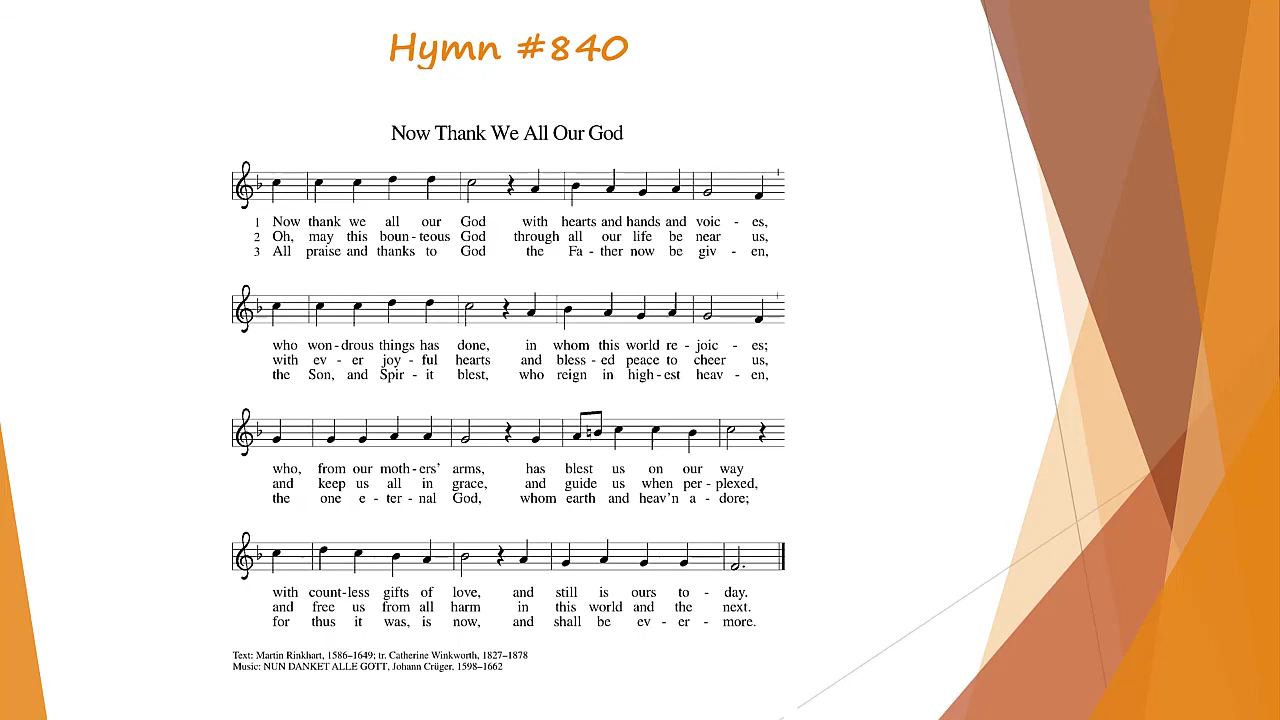 Hymn #840
Now Thank We All Our God
1 Now thank we all our God with hearts and hands and voic - es,
2 Oh, may this boun - teous God through all our life be near us,
3 All praise and thanks to God the Fa - ther now be giv - en,
who won - drous things has done, in whom this world re - joic - es;
with ev - er joy - ful hearts and bless - ed peace to cheer us,
the Son, and Spir - it blest, who reign in high - est heav - en,
who, from our moth - ers' arms, has blest us on our way
and keep us all in grace, and guide us when per - plexed,
the one e - ter - nal God, whom earth and heav'n a - dore;
with count - less gifts of love, and still is ours to - day.
and free us from all harm in this world and the next.
for thus it was, is now, and shall be ev - er - more.
Text: Martin Rinkhart, 1586–1649; tr. Catherine Winkworth, 1827–1878
Music: NUN DANKET ALLE GOTT, Johann Crüger, 1598–1662